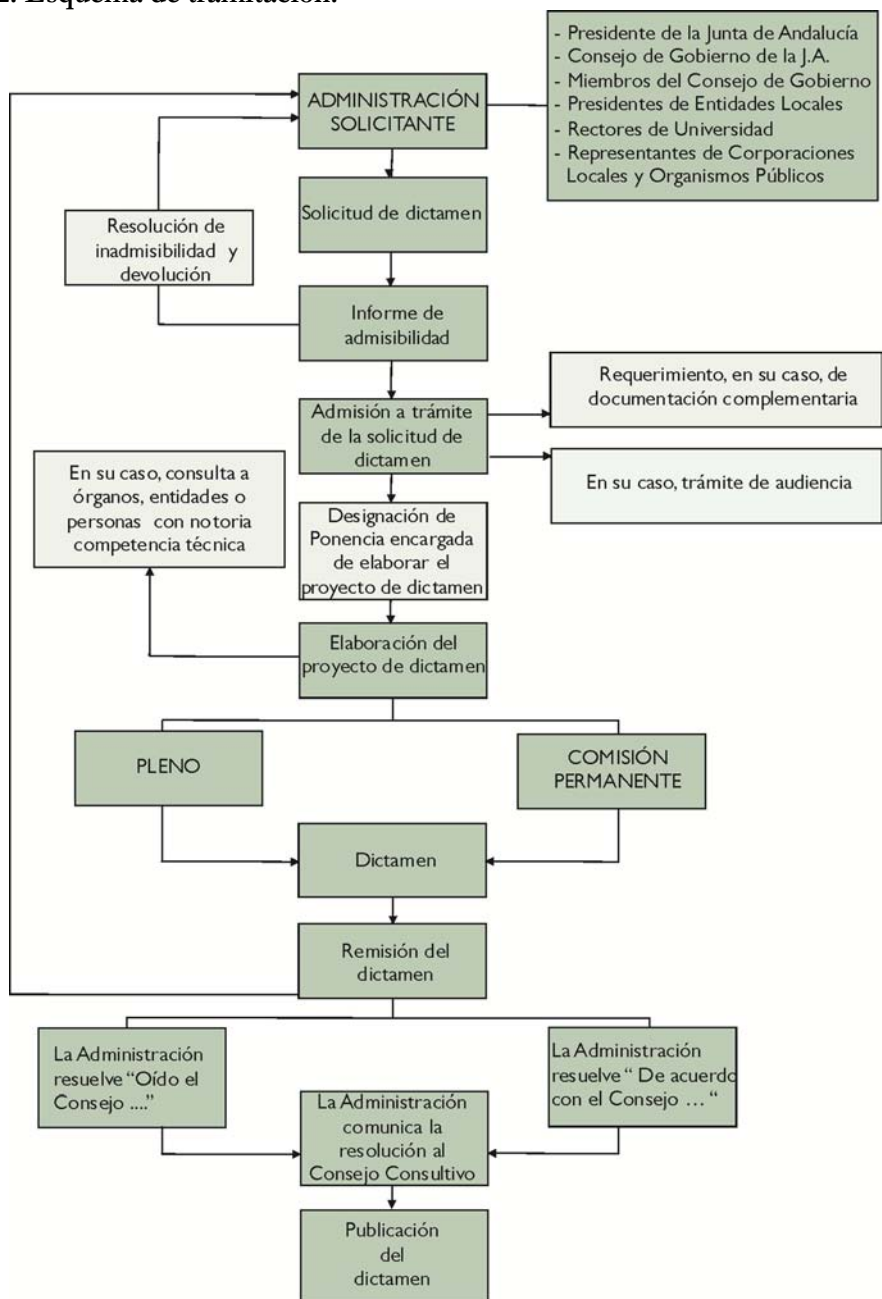 2. Esquema de tramitación.
- Presidente de la Junta de Andalucía
- Consejo de Gobierno de la J.A.
- Miembros del Consejo de Gobierno
- Presidentes de Entidades Locales
- Rectores de Universidad
- Representantes de Corporaciones
Locales y Organismos Públicos
ADMINISTRACIÓN
SOLICITANTE
Solicitud de dictamen
Resolución de
inadmisibilidad y
devolución
Informe de
admisibilidad
Requerimiento, en su caso, de
documentación complementaria
Admisión a trámite
de la solicitud de
dictamen
En su caso, trámite de audiencia
En su caso, consulta a
órganos, entidades o
personas con notoria
competencia técnica
Designación de
Ponencia encargada
de elaborar el
proyecto de dictamen
Elaboración del
proyecto de dictamen
PLENO
COMISIÓN
PERMANENTE
Dictamen
Remisión del
dictamen
La Administración
resuelve “Oído el
Consejo ....”
La Administración
resuelve “ De acuerdo
con el Consejo … “
La Administración
comunica la
resolución al
Consejo Consultivo
Publicación
del
dictamen